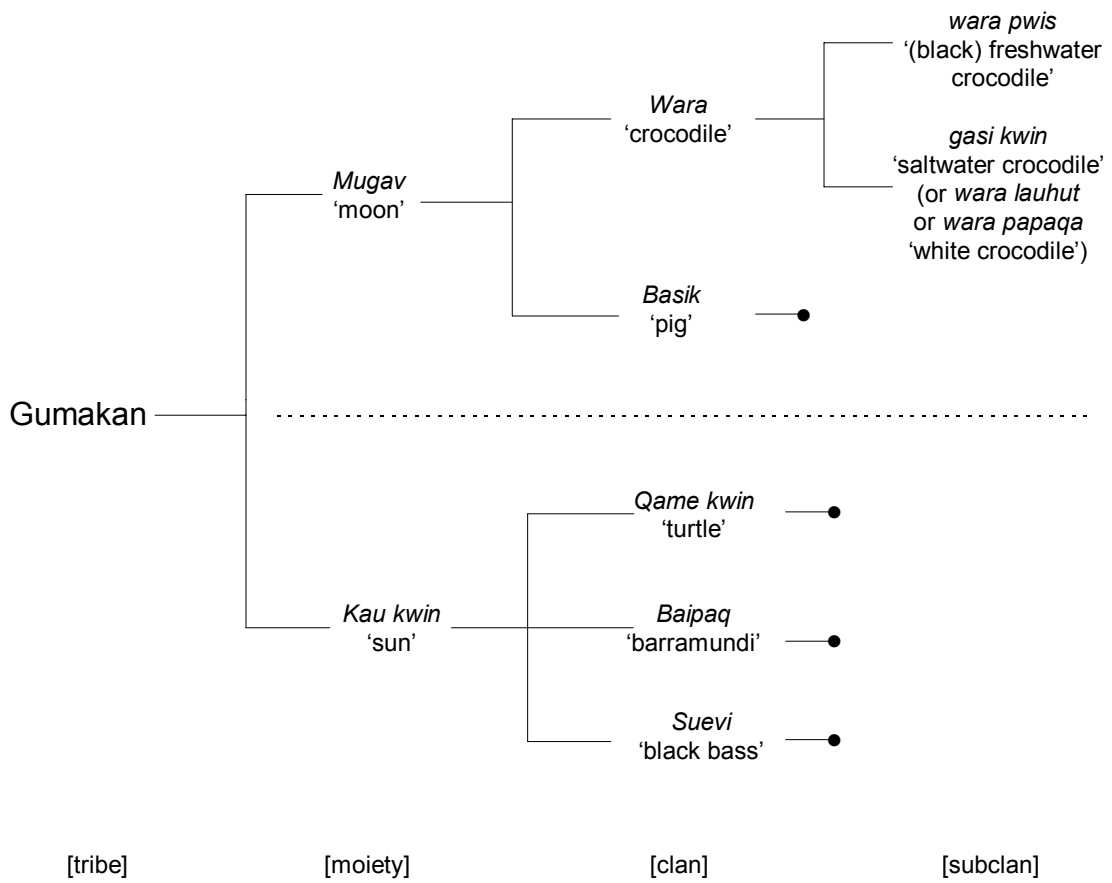 wara pwis
‘(black) freshwater
crocodile’
Wara
‘crocodile’
gasi kwin
‘saltwater crocodile’
(or wara lauhut
or wara papaqa
‘white crocodile’)
Mugav
‘moon’
Basik
‘pig’
Gumakan
Qame kwin
‘turtle’
Kau kwin
‘sun’
Baipaq
‘barramundi’
Suevi
‘black bass’
[tribe] [moiety] [clan] [subclan]